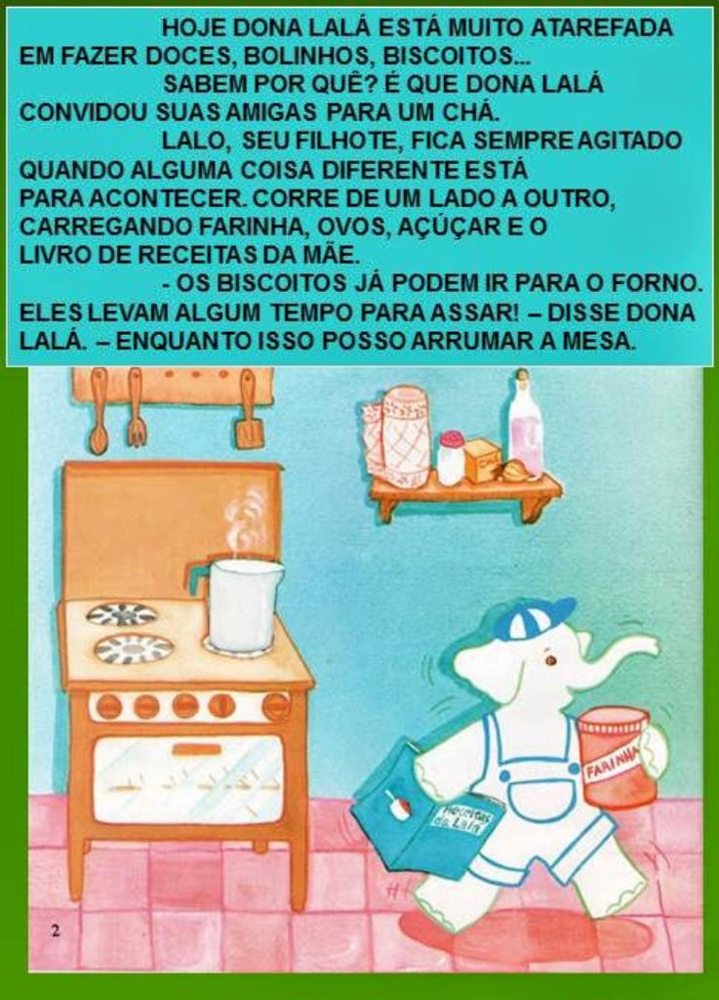 HOJE DONA LALÁ ESTÁ MUITO ATAREFADA
EM FAZER DOCES, BOLINHOS, BISCOITOS...
SABEM POR QUÊ? É QUE DONA LALÁ
CONVIDOU SUAS AMIGAS PARA UM CHÁ.
LALO, SEU FILHOTE, FICA SEMPRE AGITADO
QUANDO ALGUMA COISA DIFERENTE ESTÁ
PARA ACONTECER. CORRE DE UM LADO A OUTRO,
CARREGANDO FARINHA, OVOS, AÇÚÇAR E O
LIVRO DE RECEITAS DA MÃE.
- OS BISCOITOS JÁ PODEM IR PARA O FORNO.
ELES LEVAM ALGUM TEMPO PARA ASSAR! – DISSE DONA
LALÁ. – ENQUANTO ISSO POSSO ARRUMAR A MESA.
FARINHA
Receitas
da Lalá
2